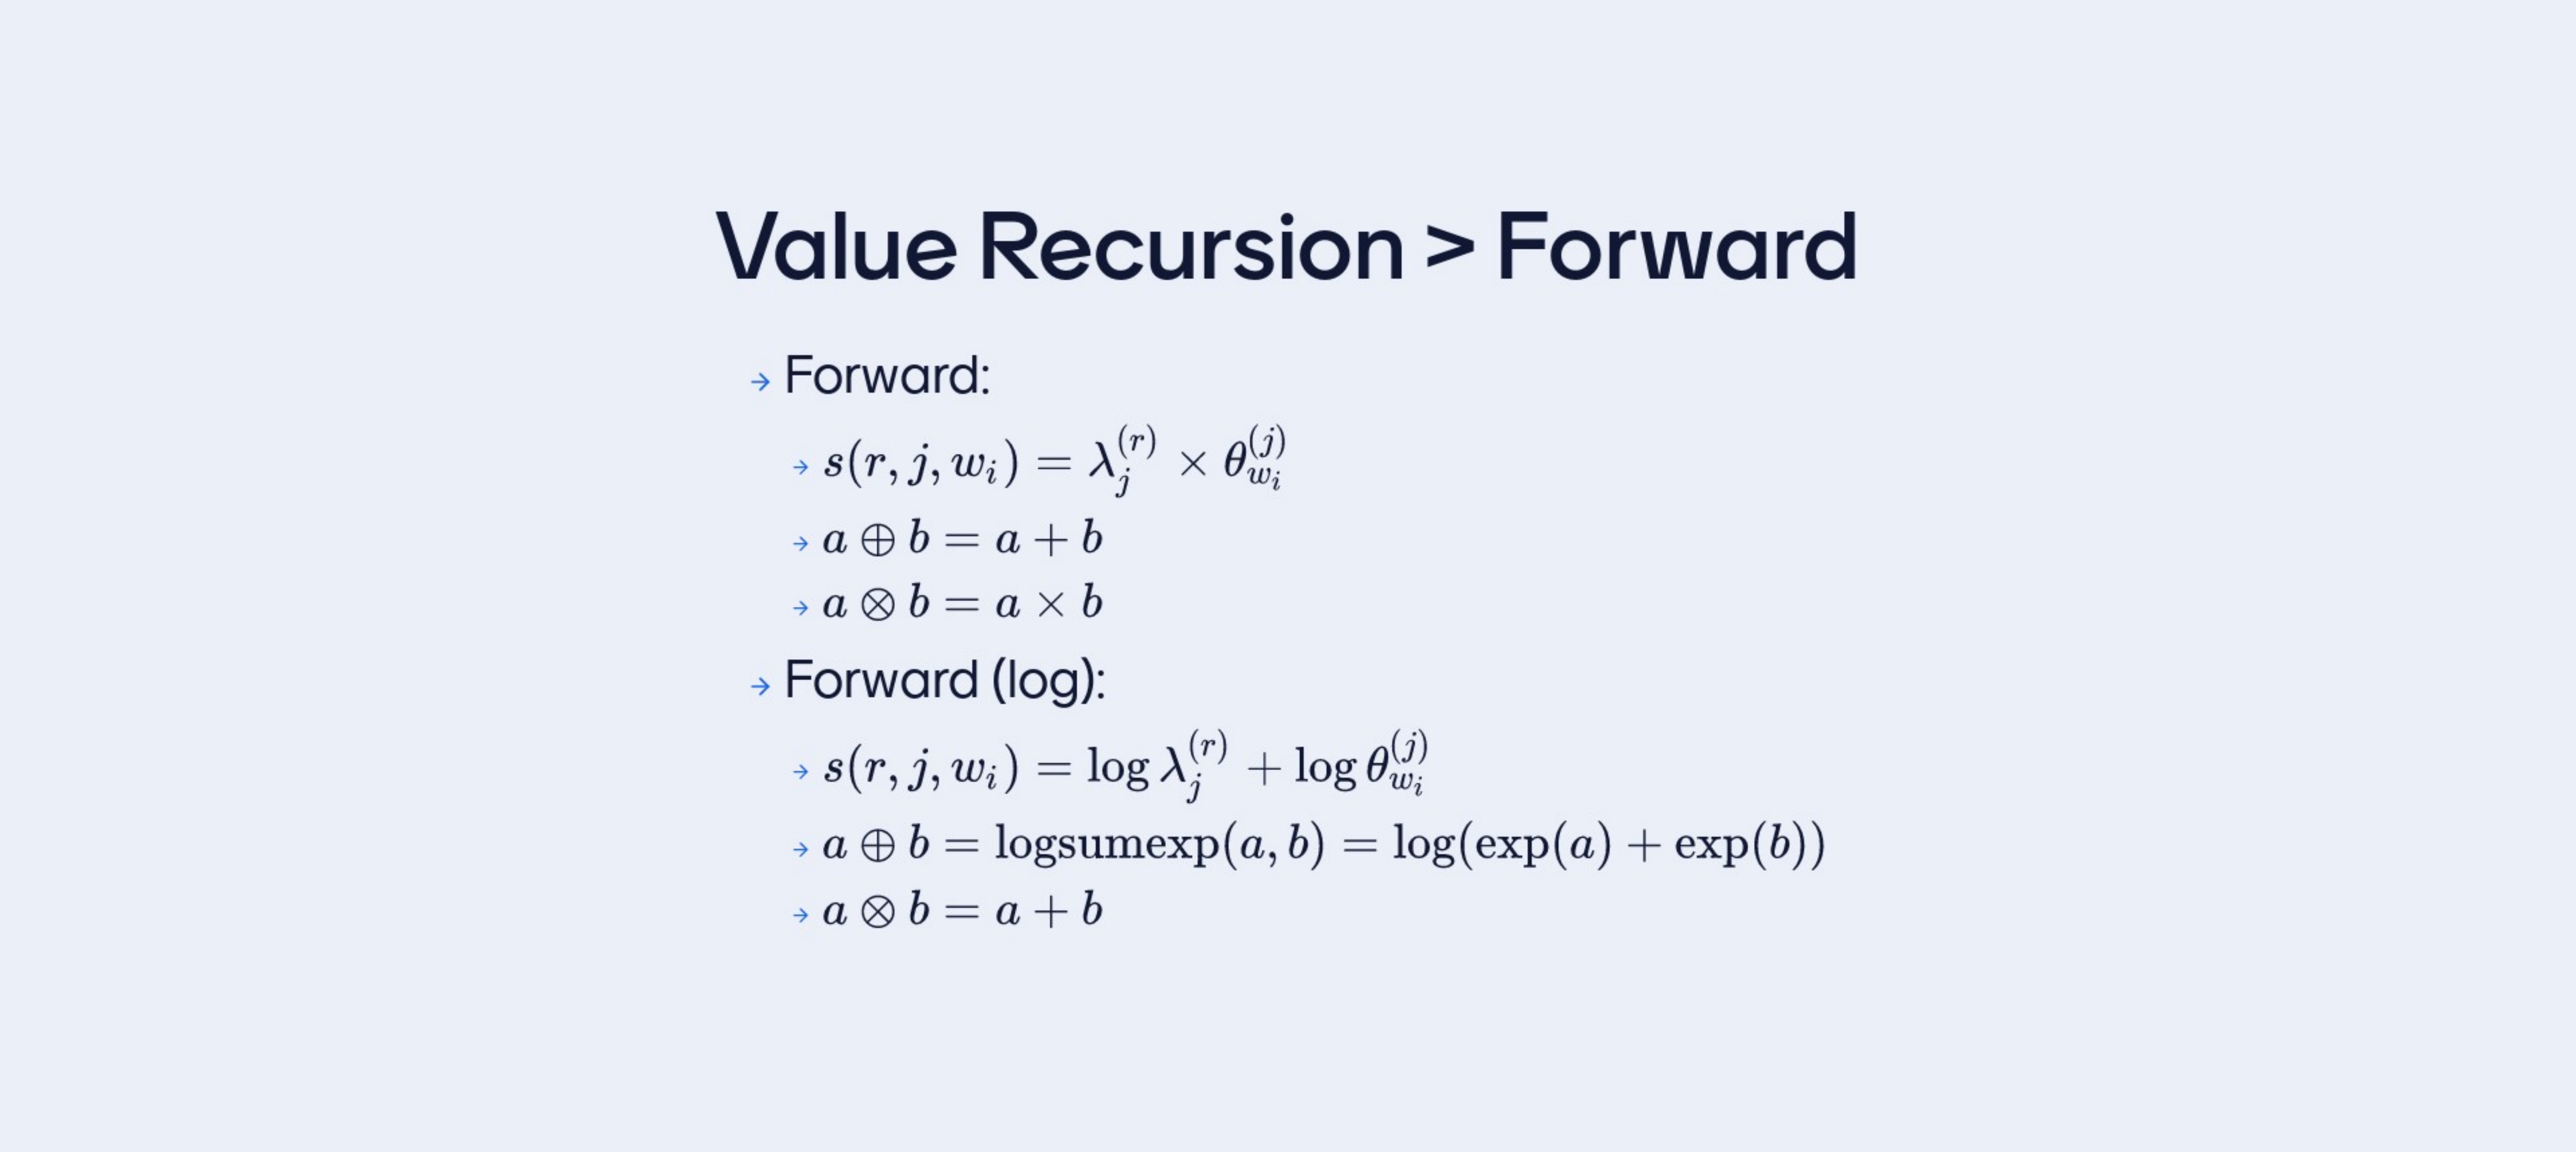 Value Recursion > Forward
→ Forward:
→ $s(r, j, w_i) = \lambda_j^{(r)} \times \theta_{w_i}^{(j)}$
→ $a \oplus b = a + b$
→ $a \otimes b = a \times b$
→ Forward (log):
→ $s(r, j, w_i) = \log \lambda_j^{(r)} + \log \theta_{w_i}^{(j)}$
→ $a \oplus b = \text{logsumexp}(a, b) = \log(\exp(a) + \exp(b))$
→ $a \otimes b = a + b$